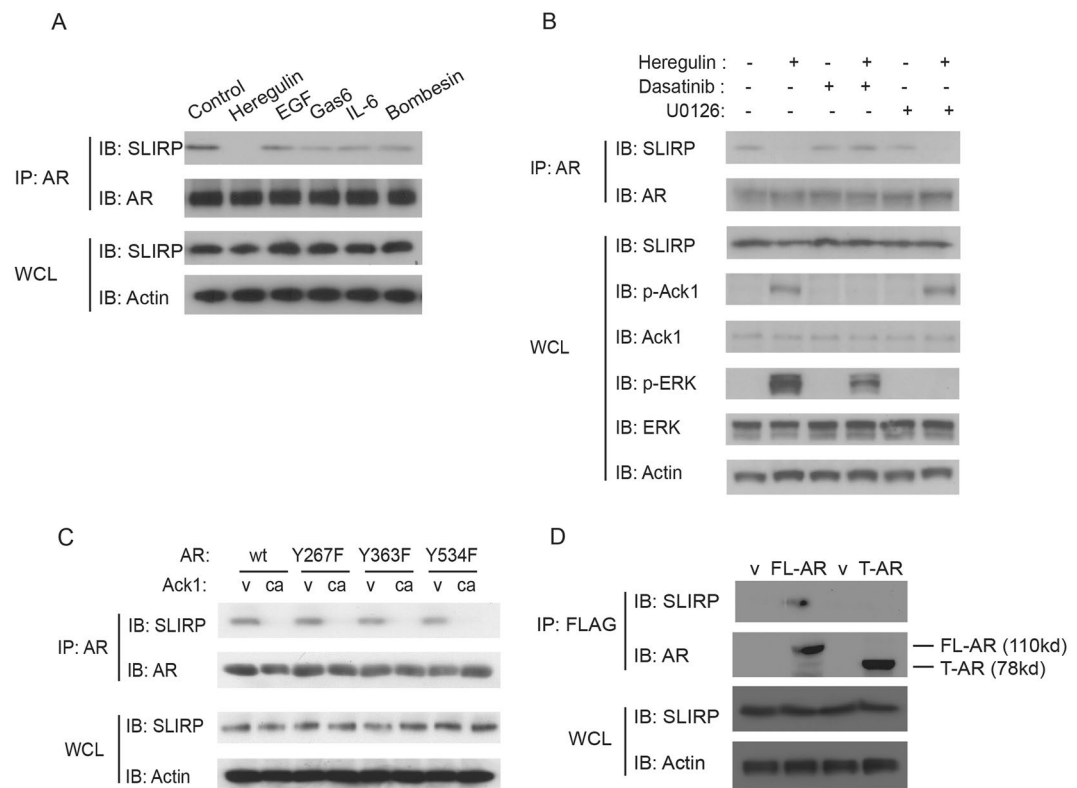 A
Control Heregulin EGF Gas6 IL-6 Bombesin
IP: AR
IB: SLIRP
IB: AR
WCL
IB: SLIRP
IB: Actin
B
Heregulin : - + - + - +
Dasatinib : - - + + - -
U0126: - - - - + +
IP: AR
IB: SLIRP
IB: AR
WCL
IB: SLIRP
IB: p-Ack1
IB: Ack1
IB: p-ERK
IB: ERK
IB: Actin
C
AR: wt Y267F Y363F Y534F
Ack1: v ca v ca v ca v ca
IP: AR
IB: SLIRP
IB: AR
WCL
IB: SLIRP
IB: Actin
D
v FL-AR v T-AR
IP: FLAG
IB: SLIRP
IB: AR
FL-AR (110kd)
T-AR (78kd)
WCL
IB: SLIRP
IB: Actin